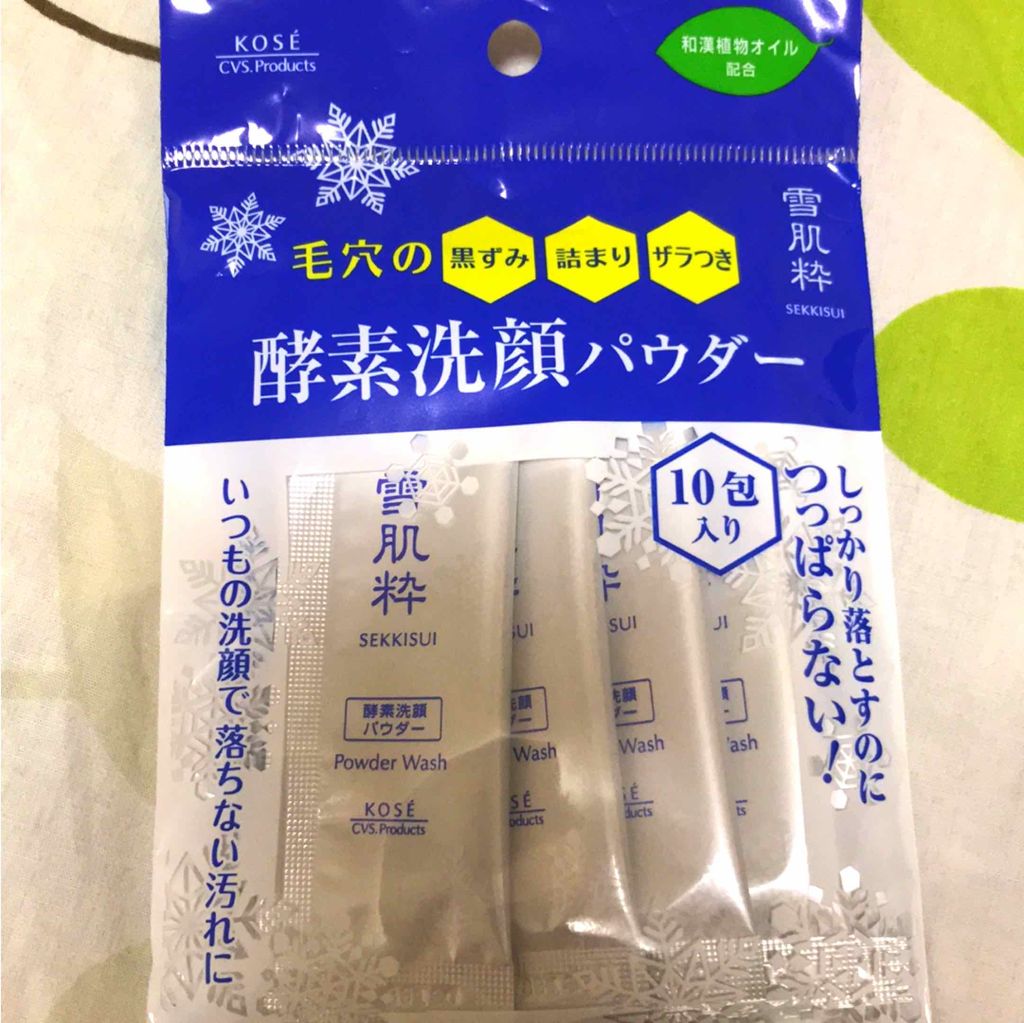 KOSÉ
CVS.Products
和漢植物オイル
配合
雪肌粋
SEKKISUI
毛穴の 黒ずみ 詰まり ザラつき
酵素洗顔パウダー
10包
入り
しっかり落とすのに
つっぱらない!
いつもの洗顔で落ちない汚れに
雪肌粋
SEKKISUI
酵素洗顔
パウダー
Powder Wash
KOSÉ
CVS.Products
SUI
Wash
SUI
Wash